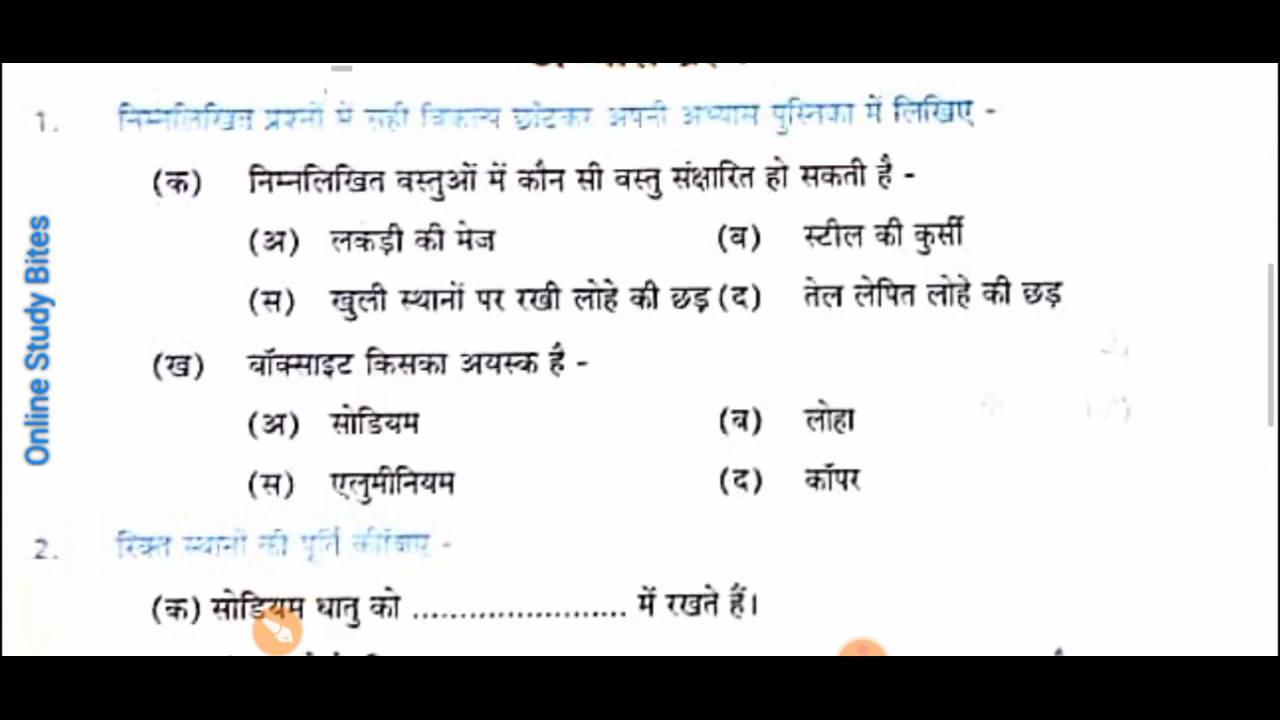 1. निम्नलिखित प्रश्नों में सही विकल्प छाँटकर अपनी अभ्यास पुस्तिका में लिखिए -
(क) निम्नलिखित वस्तुओं में कौन सी वस्तु संक्षारित हो सकती है -
(अ) लकड़ी की मेज (ब) स्टील की कुर्सी
(स) खुली स्थानों पर रखी लोहे की छड़ (द) तेल लेपित लोहे की छड़
(ख) बॉक्साइट किसका अयस्क है -
(अ) सोडियम (ब) लोहा
(स) एलुमीनियम (द) कॉपर
2. रिक्त स्थानों की पूर्ति कीजिए -
(क) सोडियम धातु को ....................... में रखते हैं।
Online Study Bites